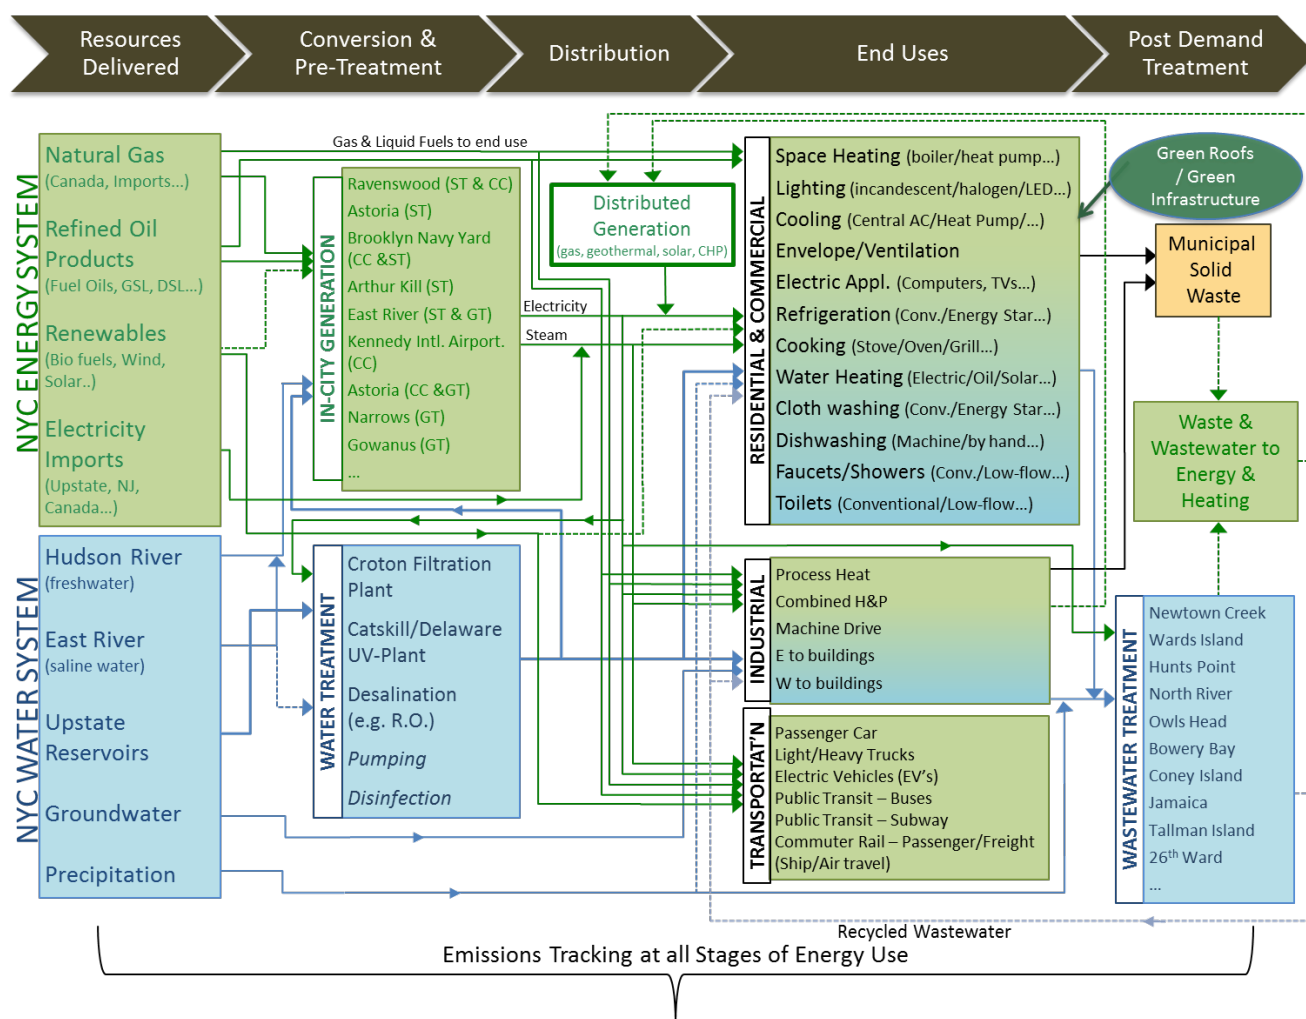 Resources
Delivered
Conversion &
Pre-Treatment
Distribution
End Uses
Post Demand
Treatment
NYC ENERGY SYSTEM
Natural Gas
(Canada, Imports...)
Refined Oil
Products
(Fuel Oils, GSL, DSL...)
Renewables
(Bio fuels, Wind,
Solar..)
Electricity
Imports
(Upstate, NJ,
Canada...)
Gas & Liquid Fuels to end use
IN-CITY GENERATION
Ravenswood (ST & CC)
Astoria (ST)
Brooklyn Navy Yard
(CC &ST)
Arthur Kill (ST)
East River (ST & GT)
Kennedy Intl. Airport.
(CC)
Astoria (CC &GT)
Narrows (GT)
Gowanus (GT)
...
Distributed
Generation
(gas, geothermal, solar, CHP)
Electricity
Steam
RESIDENTIAL & COMMERCIAL
Space Heating (boiler/heat pump...)
Lighting (incandescent/halogen/LED...)
Cooling (Central AC/Heat Pump/...)
Envelope/Ventilation
Electric Appl. (Computers, TVs...)
Refrigeration (Conv./Energy Star...)
Cooking (Stove/Oven/Grill...)
Water Heating (Electric/Oil/Solar...)
Cloth washing (Conv./Energy Star...)
Dishwashing (Machine/by hand...)
Faucets/Showers (Conv./Low-flow...)
Toilets (Conventional/Low-flow...)
Green Roofs
/ Green
Infrastructure
Municipal
Solid
Waste
Waste &
Wastewater to
Energy &
Heating
NYC WATER SYSTEM
Hudson River
(freshwater)
East River
(saline water)
Upstate
Reservoirs
Groundwater
Precipitation
WATER TREATMENT
Croton Filtration
Plant
Catskill/Delaware
UV-Plant
Desalination
(e.g. R.O.)
Pumping
Disinfection
INDUSTRIAL
Process Heat
Combined H&P
Machine Drive
E to buildings
W to buildings
TRANSPORTAT'N
Passenger Car
Light/Heavy Trucks
Electric Vehicles (EV's)
Public Transit – Buses
Public Transit – Subway
Commuter Rail – Passenger/Freight
(Ship/Air travel)
WASTEWATER TREATMENT
Newtown Creek
Wards Island
Hunts Point
North River
Owls Head
Bowery Bay
Coney Island
Jamaica
Tallman Island
26th Ward
...
Recycled Wastewater
Emissions Tracking at all Stages of Energy Use